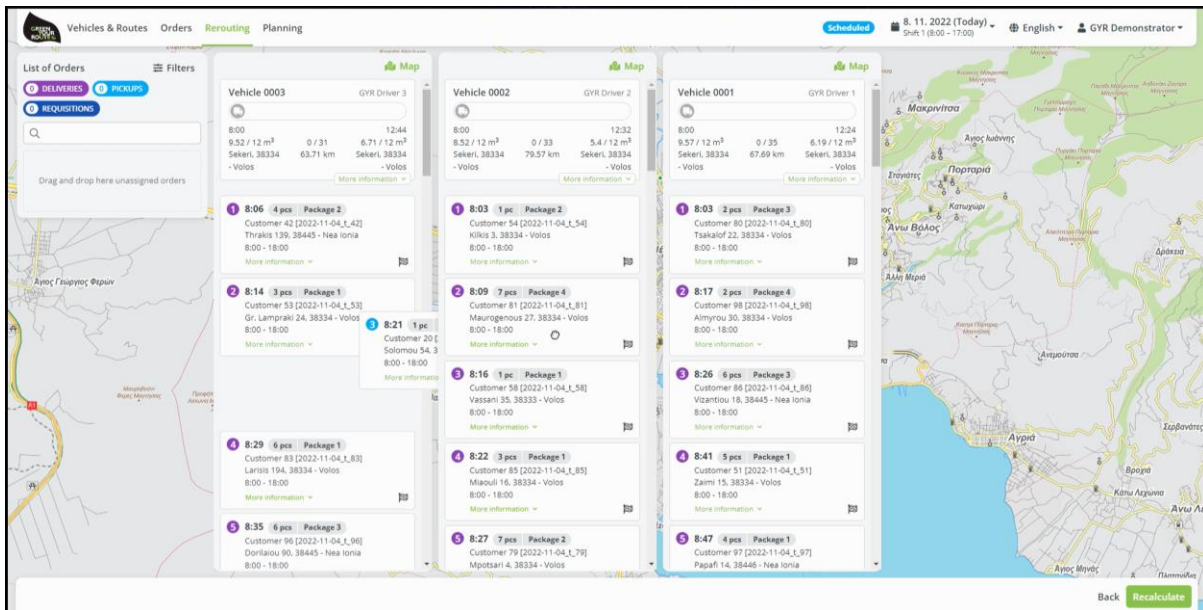 GREEN YOUR ROUTE
Vehicles & Routes Orders Rerouting Planning
Scheduled
8. 11. 2022 (Today)
Shift 1 (8:00 - 17:00)
English
GYR Demonstrator
List of Orders
Filters
0 DELIVERIES
0 PICKUPS
0 REQUISITIONS
Drag and drop here unassigned orders
Map
Vehicle 0003 GYR Driver 3
8:00 12:44
9.52 / 12 m³ 0 / 31 6.71 / 12 m³
Sekeri, 38334 63.71 km Sekeri, 38334
- Volos - Volos
More information
1 8:06 4 pcs Package 2
Customer 42 [2022-11-04_t_42]
Thrakis 139, 38445 - Nea Ionia
8:00 - 18:00
More information
2 8:14 3 pcs Package 1
Customer 53 [2022-11-04_t_53]
Gr. Lampraki 24, 38334 - Volos
8:00 - 18:00
More information
3 8:21 1 pc
Customer 20
Solomou 54, 3
8:00 - 18:00
More informatio
4 8:29 6 pcs Package 1
Customer 83 [2022-11-04_t_83]
Larisis 194, 38334 - Volos
8:00 - 18:00
More information
5 8:35 6 pcs Package 3
Customer 96 [2022-11-04_t_96]
Dorilaiou 90, 38445 - Nea Ionia
8:00 - 18:00
Map
Vehicle 0002 GYR Driver 2
8:00 12:32
8.52 / 12 m³ 0 / 33 5.4 / 12 m³
Sekeri, 38334 79.57 km Sekeri, 38334
- Volos - Volos
More information
1 8:03 1 pc Package 2
Customer 54 [2022-11-04_t_54]
Kilkis 3, 38334 - Volos
8:00 - 18:00
More information
2 8:09 7 pcs Package 4
Customer 81 [2022-11-04_t_81]
Maurogenous 27, 38334 - Volos
8:00 - 18:00
More information
3 8:16 1 pc Package 1
Customer 58 [2022-11-04_t_58]
Vassani 35, 38333 - Volos
8:00 - 18:00
More information
4 8:22 3 pcs Package 1
Customer 85 [2022-11-04_t_85]
Miaouli 16, 38334 - Volos
8:00 - 18:00
More information
5 8:27 7 pcs Package 2
Customer 79 [2022-11-04_t_79]
Mpotsari 4, 38334 - Volos
Map
Vehicle 0001 GYR Driver 1
8:00 12:24
9.57 / 12 m³ 0 / 35 6.19 / 12 m³
Sekeri, 38334 67.69 km Sekeri, 38334
- Volos - Volos
More information
1 8:03 2 pcs Package 3
Customer 80 [2022-11-04_t_80]
Tsakalof 22, 38334 - Volos
8:00 - 18:00
More information
2 8:17 2 pcs Package 4
Customer 98 [2022-11-04_t_98]
Almyrou 30, 38334 - Volos
8:00 - 18:00
More information
3 8:26 6 pcs Package 3
Customer 86 [2022-11-04_t_86]
Vizantiou 18, 38445 - Nea Ionia
8:00 - 18:00
More information
4 8:41 5 pcs Package 1
Customer 51 [2022-11-04_t_51]
Zaimi 15, 38334 - Volos
8:00 - 18:00
More information
5 8:47 4 pcs Package 1
Customer 97 [2022-11-04_t_97]
Papafi 14, 38446 - Nea Ionia
Άγιος Γεώργιος Φερών
A1
Μακρινίτσα
Άγιος Ιωάννης
Πορταριά
Σταγιάτες
Κατωχώρι
Άνω Βόλος
Άλλη Μεριά
Δράκεια
Ανεμούτσα
Αγριά
Σερβανάτες
Βροχιά
Κάτω Λεχώνια
Άγιος Μηνάς
Πλατανίδια
Back Recalculate